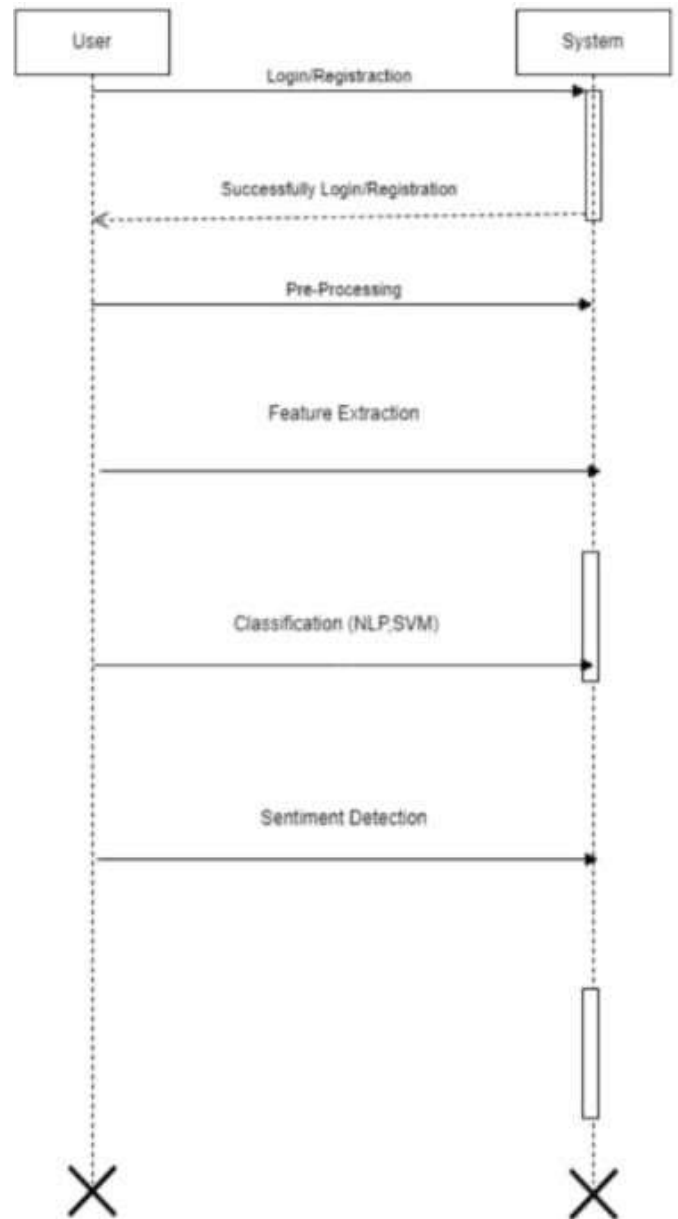 User
System
Login/Registraction
Successfully Login/Registration
Pre-Processing
Feature Extraction
Classification (NLP,SVM)
Sentiment Detection